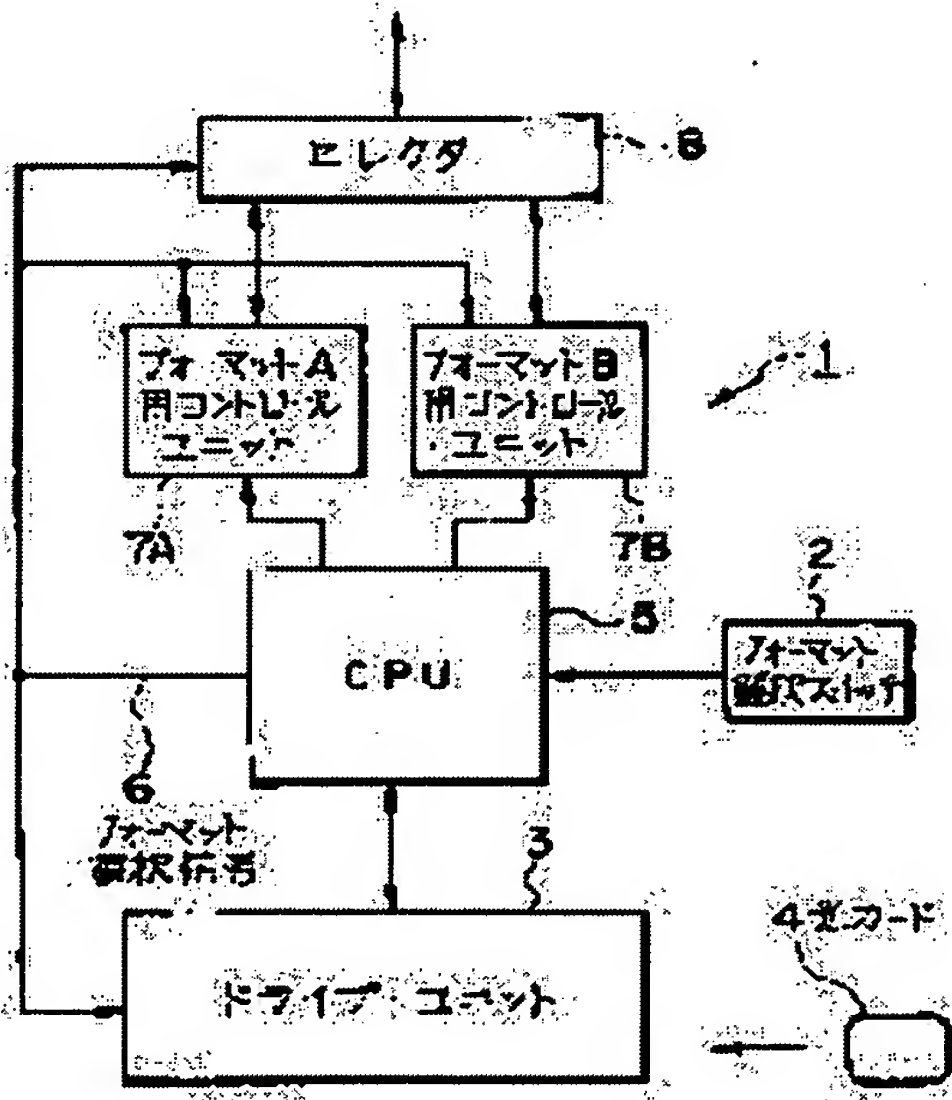 セレクタ
8
フォーマットA
用コントロール
ユニット
フォーマットB
用コントロール
ユニット
1
7A
7B
2
フォーマット
選択スイッチ
5
CPU
6
フォーマット
選択信号
3
ドライブ・ユニット
4光カード